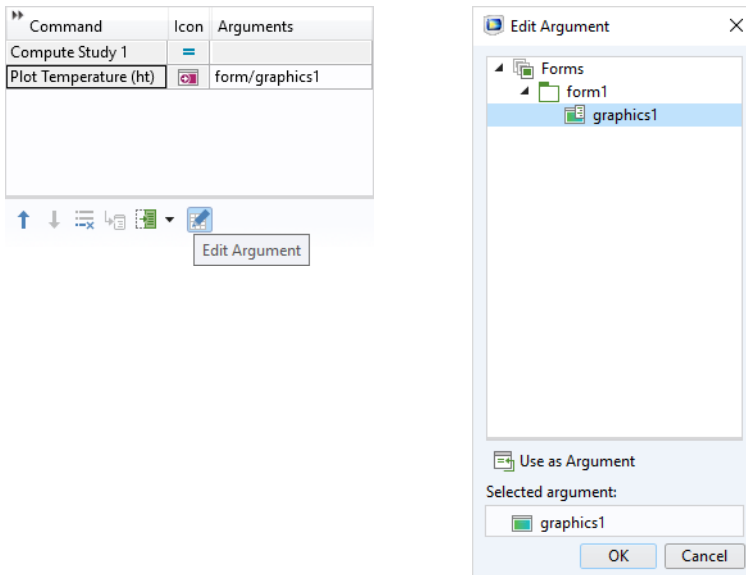 Command Icon Arguments
Compute Study 1
Plot Temperature (ht) form/graphics1
Edit Argument
Edit Argument
Forms
form1
graphics1
Use as Argument
Selected argument:
graphics1
OK Cancel